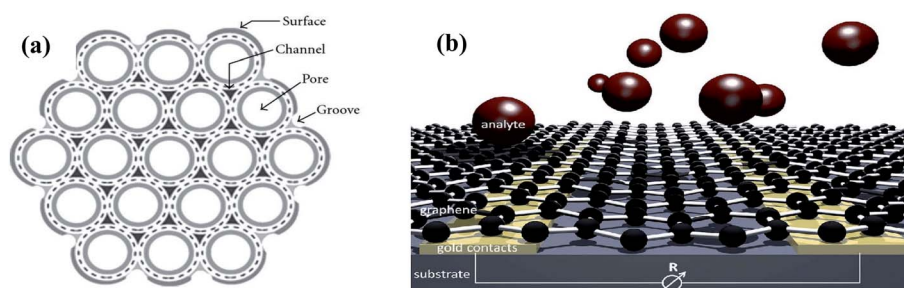 (a)
Surface
Channel
Pore
Groove
(b)
analyte
graphene
gold contacts
substrate
R